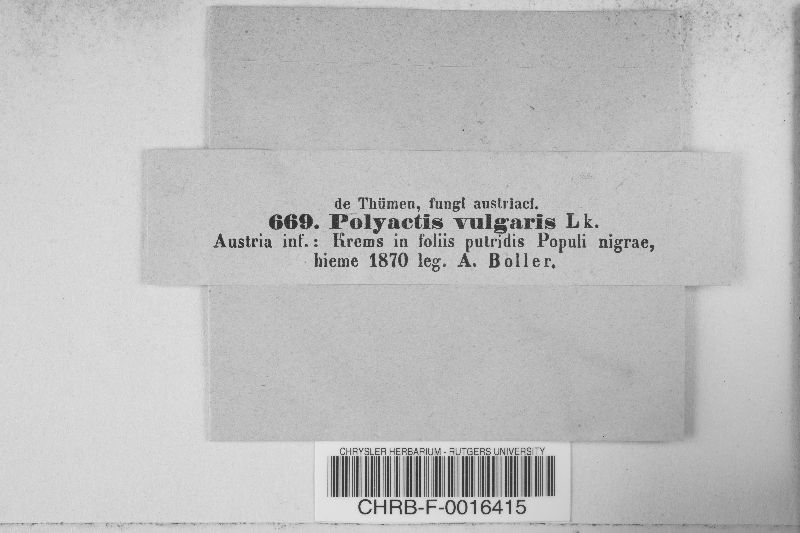 de Thümen, fungi austriaci.
669. Polyactis vulgaris Lk.
Austria inf.: Krems in foliis putridis Populi nigrae,
hieme 1870 leg. A. Boller.
CHRYSLER HERBARIUM - RUTGERS UNIVERSITY
CHRB-F-0016415